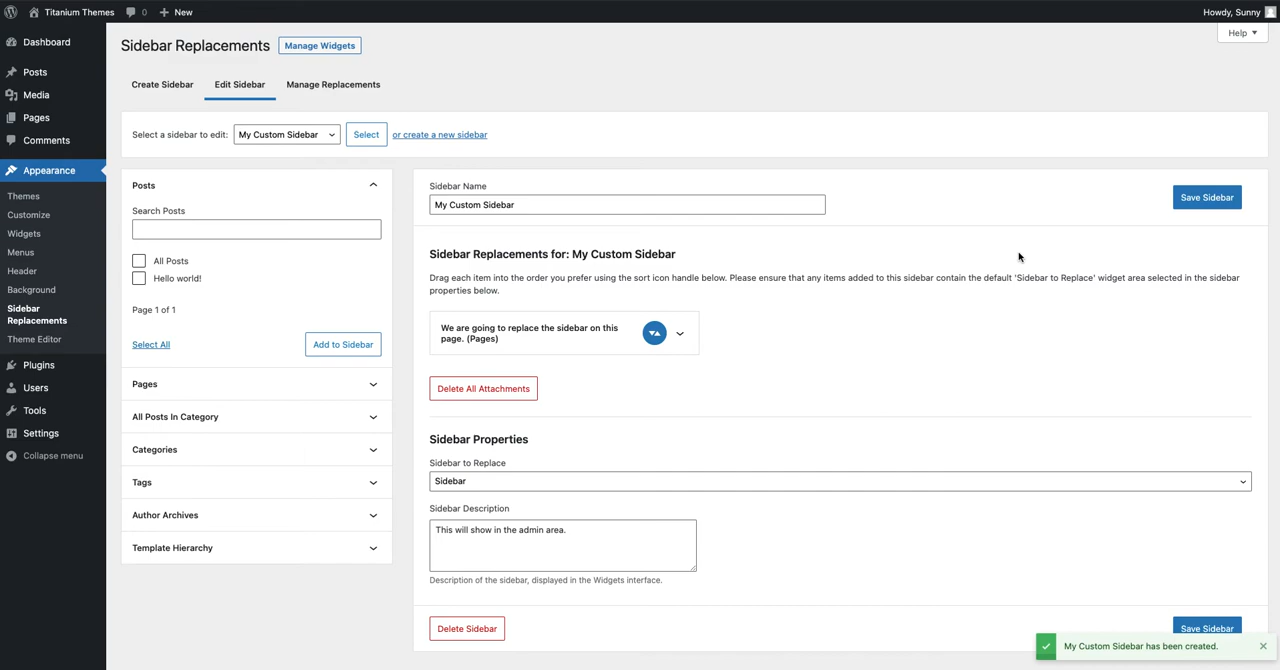 Titanium Themes
0
New
Howdy, Sunny
Dashboard
Posts
Media
Pages
Comments
Appearance
Themes
Customize
Widgets
Menus
Header
Background
Sidebar
Replacements
Theme Editor
Plugins
Users
Tools
Settings
Collapse menu
Sidebar Replacements
Manage Widgets
Help
Create Sidebar
Edit Sidebar
Manage Replacements
Select a sidebar to edit:
My Custom Sidebar
Select
or create a new sidebar
Posts
Search Posts
All Posts
Hello world!
Page 1 of 1
Select All
Add to Sidebar
Pages
All Posts In Category
Categories
Tags
Author Archives
Template Hierarchy
Sidebar Name
My Custom Sidebar
Save Sidebar
Sidebar Replacements for: My Custom Sidebar
Drag each item into the order you prefer using the sort icon handle below. Please ensure that any items added to this sidebar contain the default 'Sidebar to Replace' widget area selected in the sidebar
properties below.
We are going to replace the sidebar on this
page. (Pages)
Delete All Attachments
Sidebar Properties
Sidebar to Replace
Sidebar
Sidebar Description
This will show in the admin area.
Description of the sidebar, displayed in the Widgets interface.
Delete Sidebar
Save Sidebar
My Custom Sidebar has been created.